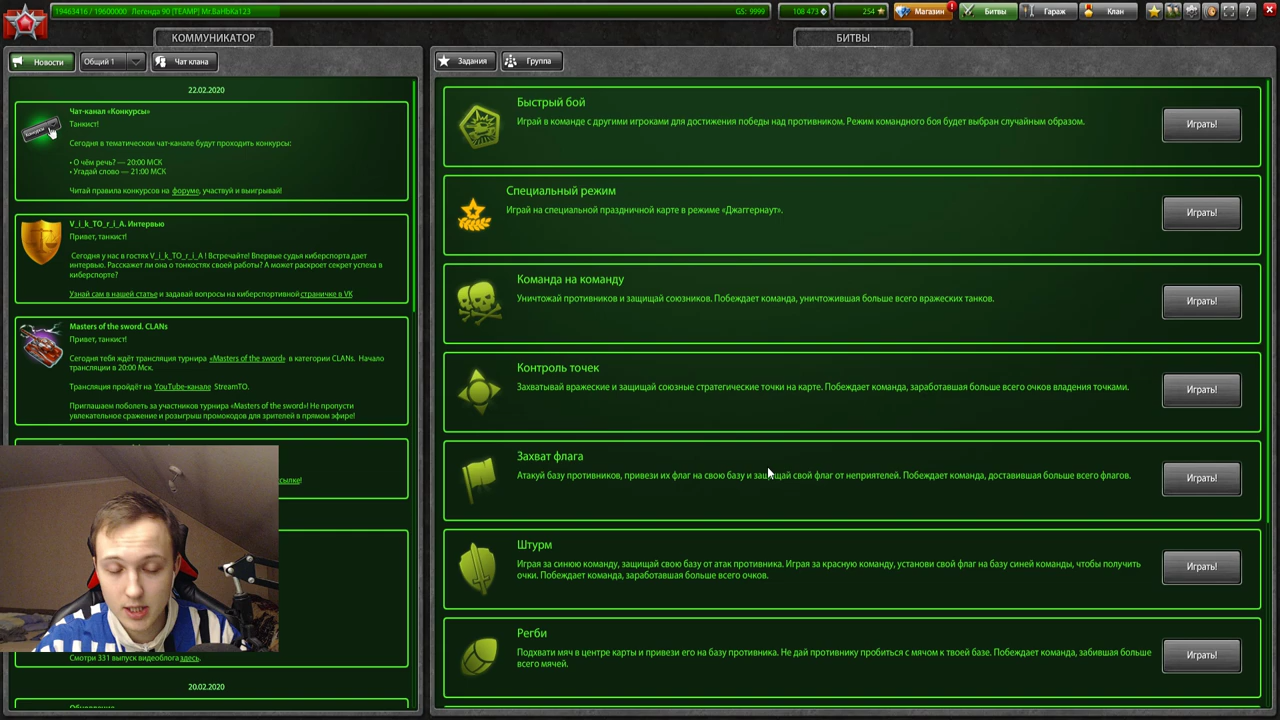 19463416 / 19600000 Легенда 90 [TEAMP] Mr.BaHbKa123
GS: 9999
108 473
254
Магазин
Битвы
Гараж
Клан
КОММУНИКАТОР
БИТВЫ
Новости
Общий 1
Чат клана
Задания
Группа
22.02.2020
Чат-канал «Конкурсы»
Танкист!
Сегодня в тематическом чат-канале будут проходить конкурсы:
• О чём речь? — 20:00 МСК
• Угадай слово — 21:00 МСК
Читай правила конкурсов на форуме, участвуй и выигрывай!
V_i_k_TO_r_i_A. Интервью
Привет, танкист!
Сегодня у нас в гостях V_i_k_TO_r_i_A ! Встречайте! Впервые судья киберспорта дает
интервью. Расскажет ли она о тонкостях своей работы? А может раскроет секрет успеха в
киберспорте?
Узнай сам в нашей статье и задавай вопросы на киберспортивной страничке в VK
Masters of the sword. CLANs
Привет, танкист!
Сегодня тебя ждёт трансляция турнира «Masters of the sword» в категории CLANs. Начало
трансляции в 20:00 Мск.
Трансляция пройдёт на YouTube-канале StreamTO.
Приглашаем поболеть за участников турнира «Masters of the sword»! Не пропусти
увлекательное сражение и розыгрыш промокодов для зрителей в прямом эфире!
ссылке!
Смотри 331 выпуск видеоблога здесь.
20.02.2020
Обновление
Быстрый бой
Играй в команде с другими игроками для достижения победы над противником. Режим командного боя будет выбран случайным образом.
Играть!
Специальный режим
Играй на специальной праздничной карте в режиме «Джаггернаут».
Играть!
Команда на команду
Уничтожай противников и защищай союзников. Побеждает команда, уничтожившая больше всего вражеских танков.
Играть!
Контроль точек
Захватывай вражеские и защищай союзные стратегические точки на карте. Побеждает команда, заработавшая больше всего очков владения точками.
Играть!
Захват флага
Атакуй базу противников, привези их флаг на свою базу и защищай свой флаг от неприятелей. Побеждает команда, доставившая больше всего флагов.
Играть!
Штурм
Играя за синюю команду, защищай свою базу от атак противника. Играя за красную команду, установи свой флаг на базу синей команды, чтобы получить
очки. Побеждает команда, заработавшая больше всего очков.
Играть!
Регби
Подхвати мяч в центре карты и привези его на базу противника. Не дай противнику пробиться с мячом к твоей базе. Побеждает команда, забившая больше
всего мячей.
Играть!